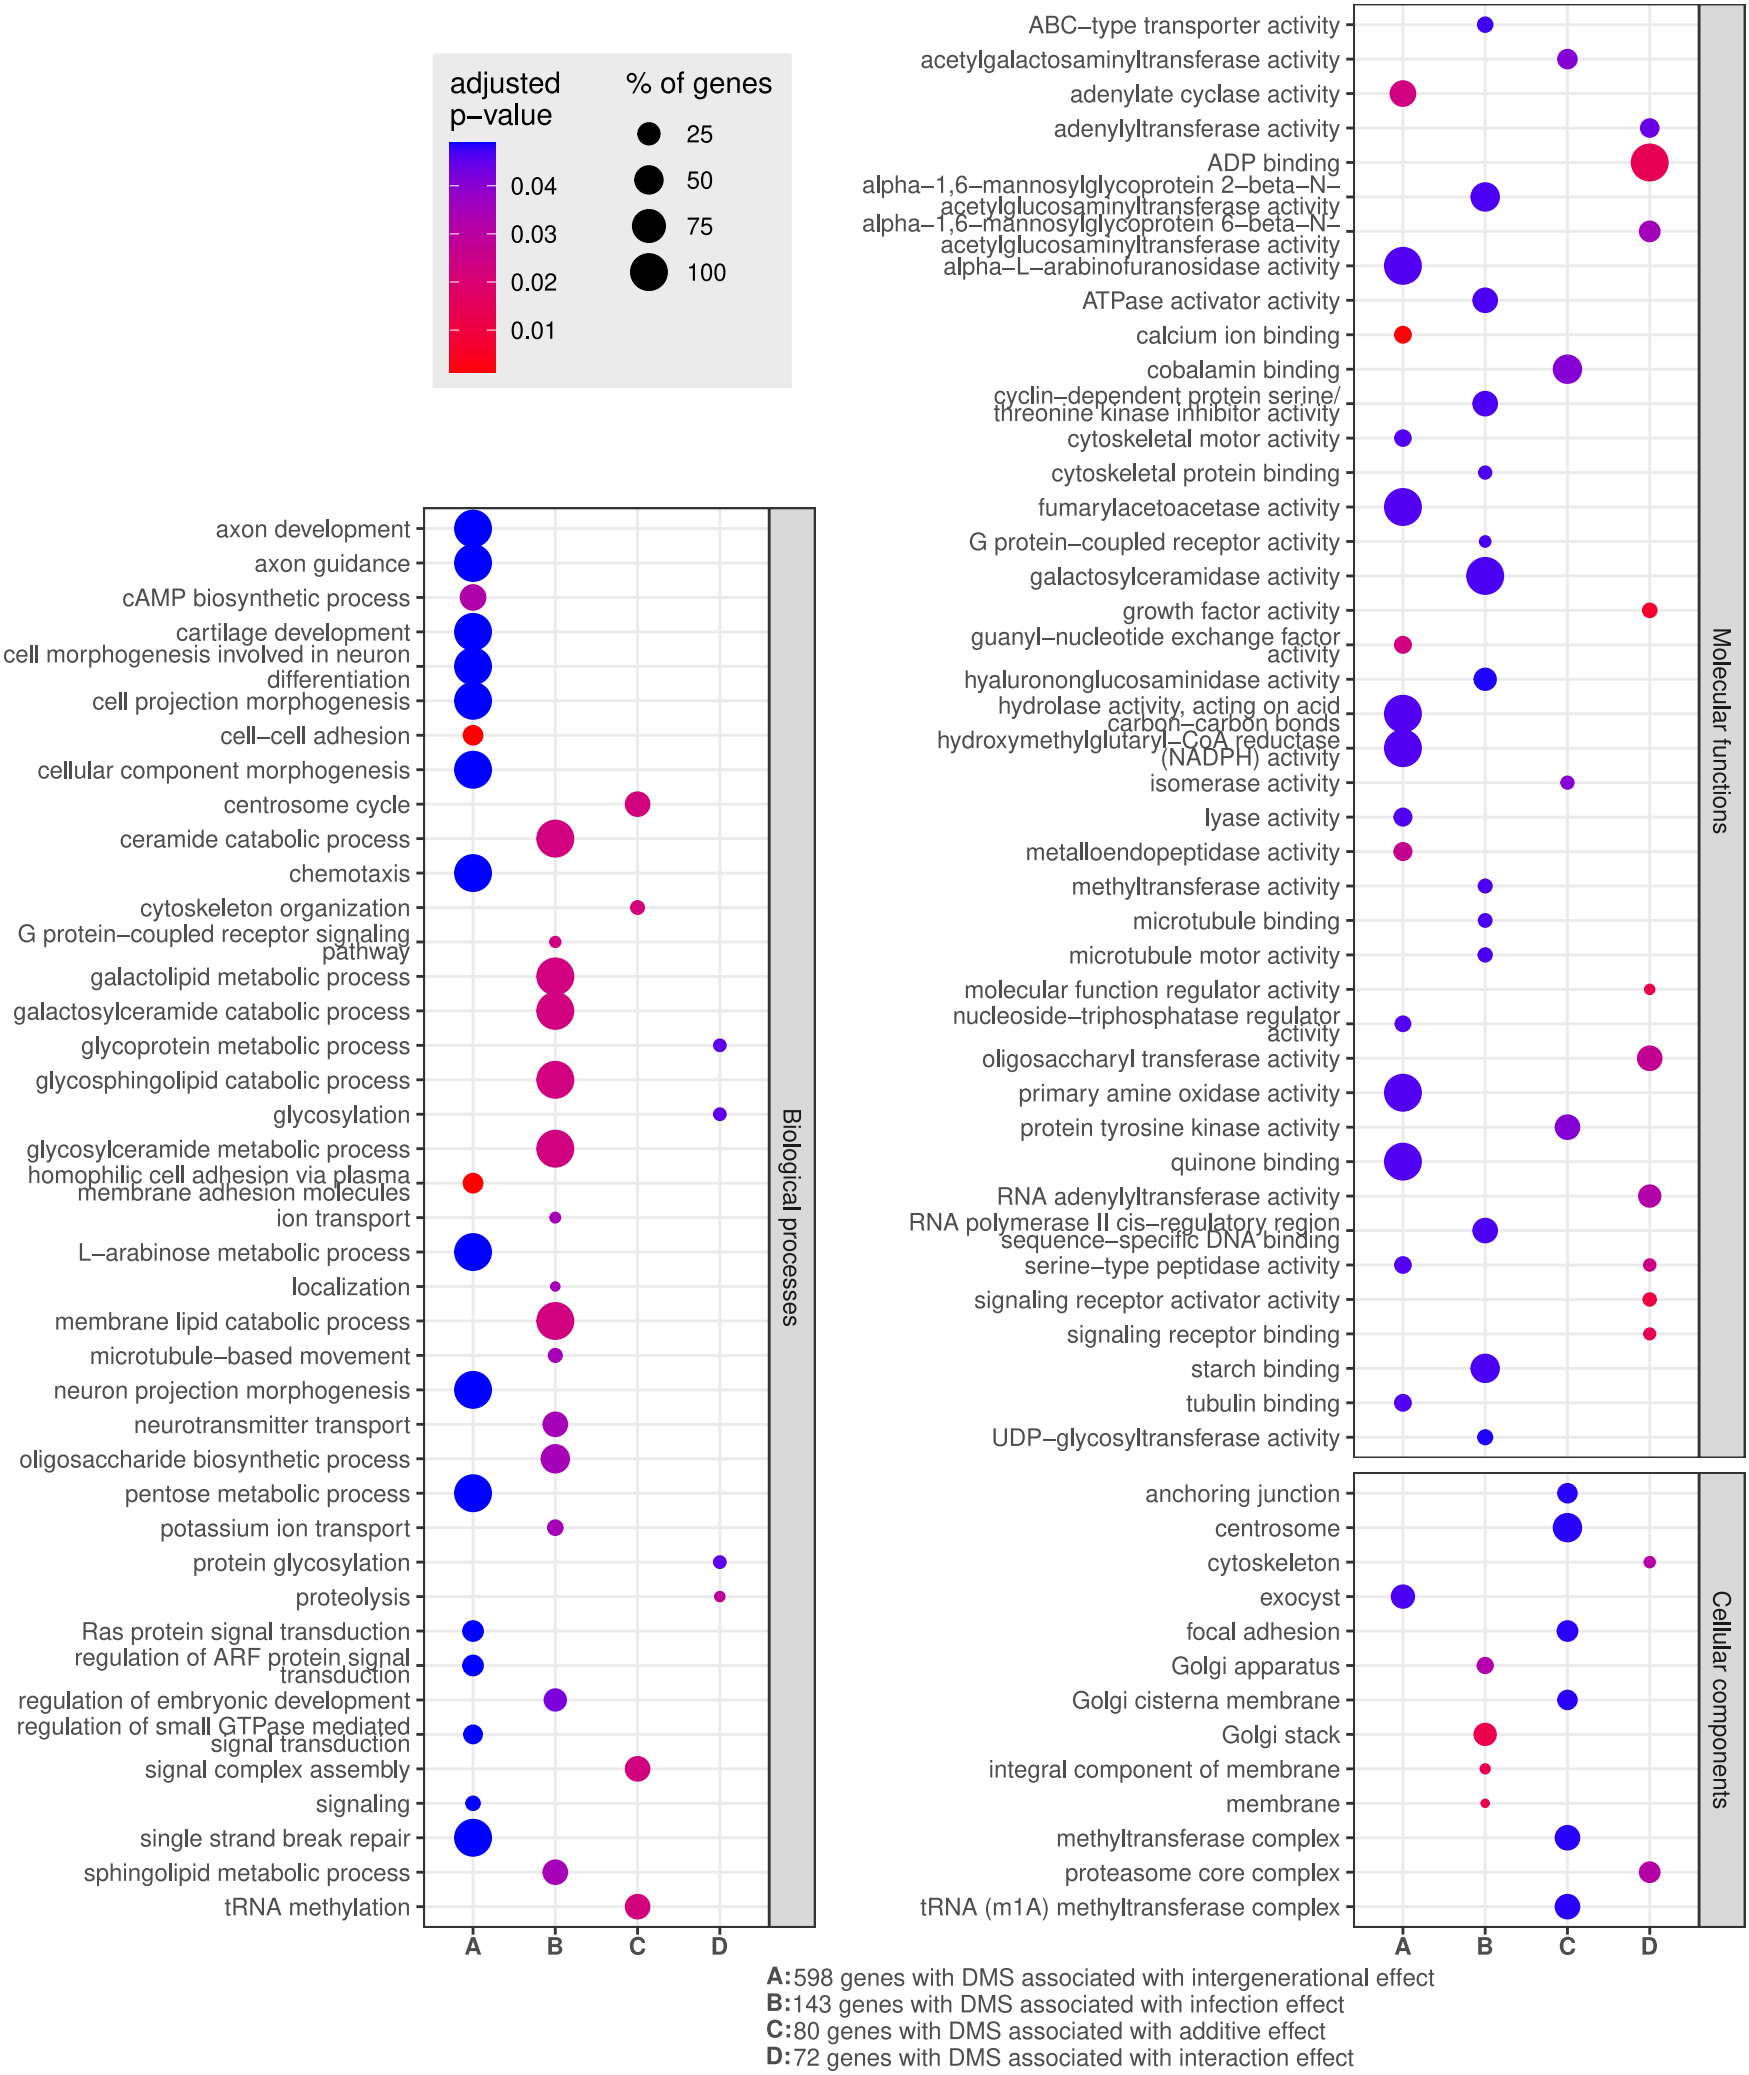 adjusted
p−value
0.04
0.03
0.02
0.01
% of genes
25
50
75
100
axon development
axon guidance
cAMP biosynthetic process
cartilage development
cell morphogenesis involved in neuron
differentiation
cell projection morphogenesis
cell−cell adhesion
cellular component morphogenesis
centrosome cycle
ceramide catabolic process
chemotaxis
cytoskeleton organization
G protein−coupled receptor signaling
pathway
galactolipid metabolic process
galactosylceramide catabolic process
glycoprotein metabolic process
glycosphingolipid catabolic process
glycosylation
glycosylceramide metabolic process
homophilic cell adhesion via plasma
membrane adhesion molecules
ion transport
L−arabinose metabolic process
localization
membrane lipid catabolic process
microtubule−based movement
neuron projection morphogenesis
neurotransmitter transport
oligosaccharide biosynthetic process
pentose metabolic process
potassium ion transport
protein glycosylation
proteolysis
Ras protein signal transduction
regulation of ARF protein signal
transduction
regulation of embryonic development
regulation of small GTPase mediated
signal transduction
signal complex assembly
signaling
single strand break repair
sphingolipid metabolic process
tRNA methylation
Biological processes
A B C D
ABC−type transporter activity
acetylgalactosaminyltransferase activity
adenylate cyclase activity
adenylyltransferase activity
ADP binding
alpha−1,6−mannosylglycoprotein 2−beta−N−
acetylglucosaminyltransferase activity
alpha−1,6−mannosylglycoprotein 6−beta−N−
acetylglucosaminyltransferase activity
alpha−L−arabinofuranosidase activity
ATPase activator activity
calcium ion binding
cobalamin binding
cyclin−dependent protein serine/
threonine kinase inhibitor activity
cytoskeletal motor activity
cytoskeletal protein binding
fumarylacetoacetase activity
G protein−coupled receptor activity
galactosylceramidase activity
growth factor activity
guanyl−nucleotide exchange factor
activity
hyalurononglucosaminidase activity
hydrolase activity, acting on acid
carbon−carbon bonds
hydroxymethylglutaryl−CoA reductase
(NADPH) activity
isomerase activity
lyase activity
metalloendopeptidase activity
methyltransferase activity
microtubule binding
microtubule motor activity
molecular function regulator activity
nucleoside−triphosphatase regulator
activity
oligosaccharyl transferase activity
primary amine oxidase activity
protein tyrosine kinase activity
quinone binding
RNA adenylyltransferase activity
RNA polymerase II cis−regulatory region
sequence−specific DNA binding
serine−type peptidase activity
signaling receptor activator activity
signaling receptor binding
starch binding
tubulin binding
UDP−glycosyltransferase activity
Molecular functions
anchoring junction
centrosome
cytoskeleton
exocyst
focal adhesion
Golgi apparatus
Golgi cisterna membrane
Golgi stack
integral component of membrane
membrane
methyltransferase complex
proteasome core complex
tRNA (m1A) methyltransferase complex
Cellular components
A B C D
A:598 genes with DMS associated with intergenerational effect
B:143 genes with DMS associated with infection effect
C:80 genes with DMS associated with additive effect
D:72 genes with DMS associated with interaction effect